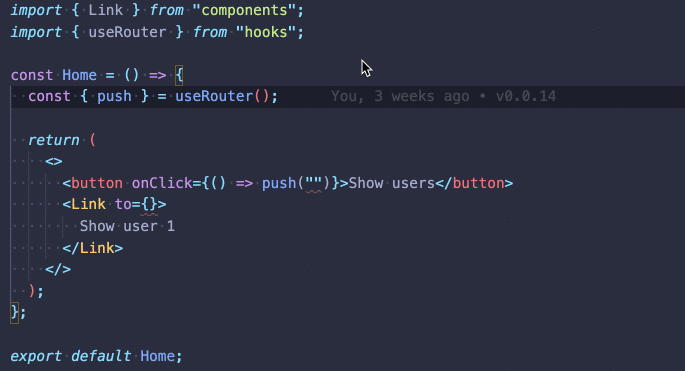 import { Link } from "components";
import { useRouter } from "hooks";

const Home = () => {
  const { push } = useRouter();      You, 3 weeks ago • v0.0.14

  return (
    <>
      <button onClick={() => push("")}>Show users</button>
      <Link to={}>
        Show user 1
      </Link>
    </>
  );
};

export default Home;